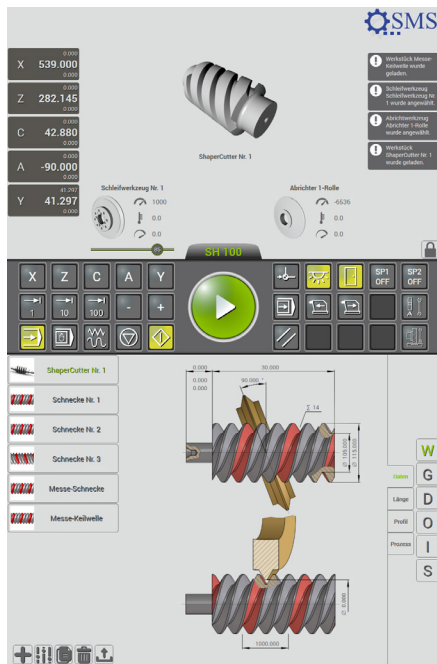 SMS
0.000
X 539.000
0.000
0.000
Z 282.145
0.000
0.000
C 42.880
0.000
0.000
A -90.000
0.000
41.297
Y 41.297
0.000
Werkstück Messe-
Keilwelle wurde
geladen.
Schleifwerkzeug
Schleifwerkzeug Nr.
1 wurde angewählt.
Abrichtwerkzeug
Abrichter 1-Rolle
wurde angewählt.
Werkstück
ShaperCutter Nr. 1
wurde geladen.
ShaperCutter Nr. 1
Schleifwerkzeug Nr. 1
1000
0.0
0.0
Abrichter 1-Rolle
-6636
0.0
0.0
SH 100
X Z C A Y
SP1
OFF
SP2
OFF
1 10 100 - +
ShaperCutter Nr. 1
Schnecke Nr. 1
Schnecke Nr. 2
Schnecke Nr. 3
Messe-Schnecke
Messe-Keilwelle
0.000
0.000
0.000
30.000
90.000 °
Σ 14
Ø 105.000
Ø 115.000
Ø 0.000
1000.000
Länge
Profil
Prozess
W
G
D
O
I
S